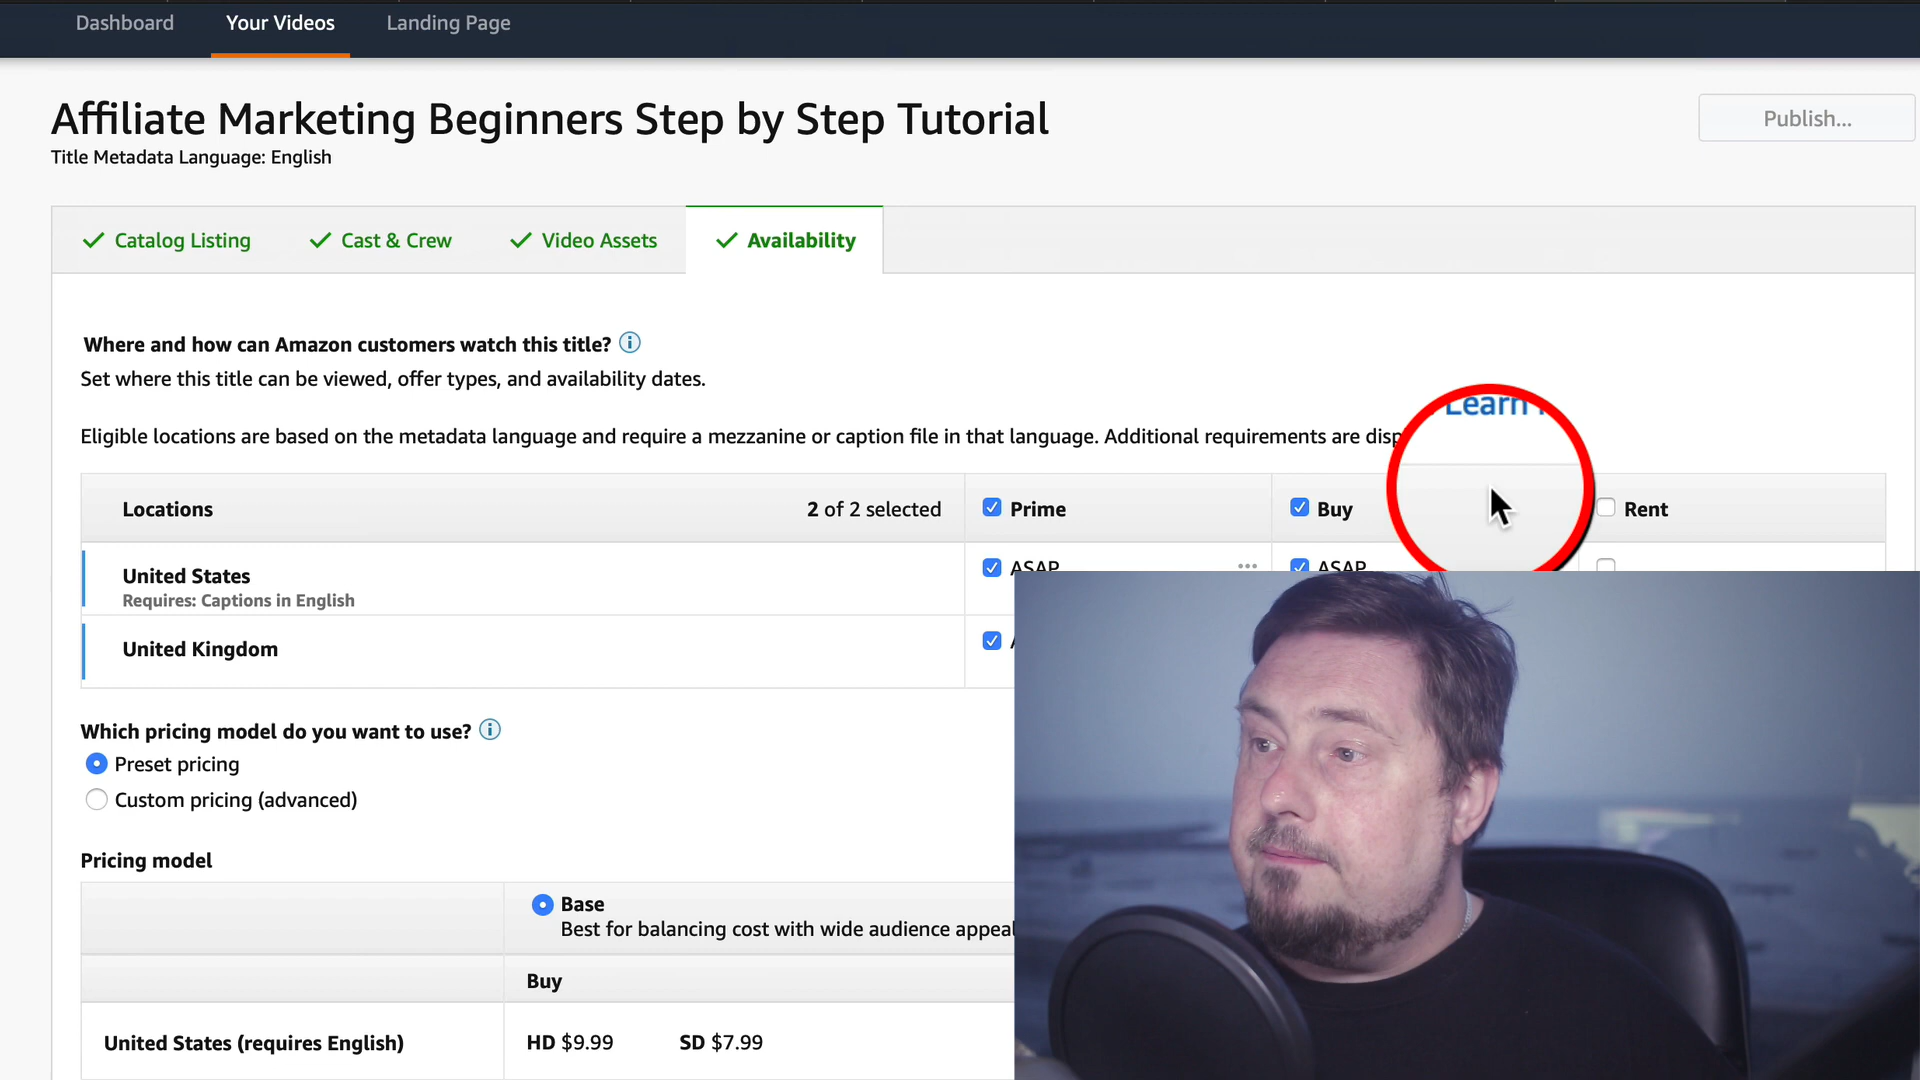 Dashboard Your Videos Landing Page
Affiliate Marketing Beginners Step by Step Tutorial
Publish...
Title Metadata Language: English
Catalog Listing Cast & Crew Video Assets Availability
Where and how can Amazon customers watch this title?
Set where this title can be viewed, offer types, and availability dates.
Learn
Eligible locations are based on the metadata language and require a mezzanine or caption file in that language. Additional requirements are
Locations 2 of 2 selected Prime Buy Rent
United States ASAP ASAP
Requires: Captions in English
United Kingdom
Which pricing model do you want to use?
Preset pricing
Custom pricing (advanced)
Pricing model
Base
Best for balancing cost with wide audience appeal
Buy
United States (requires English) HD $9.99 SD $7.99